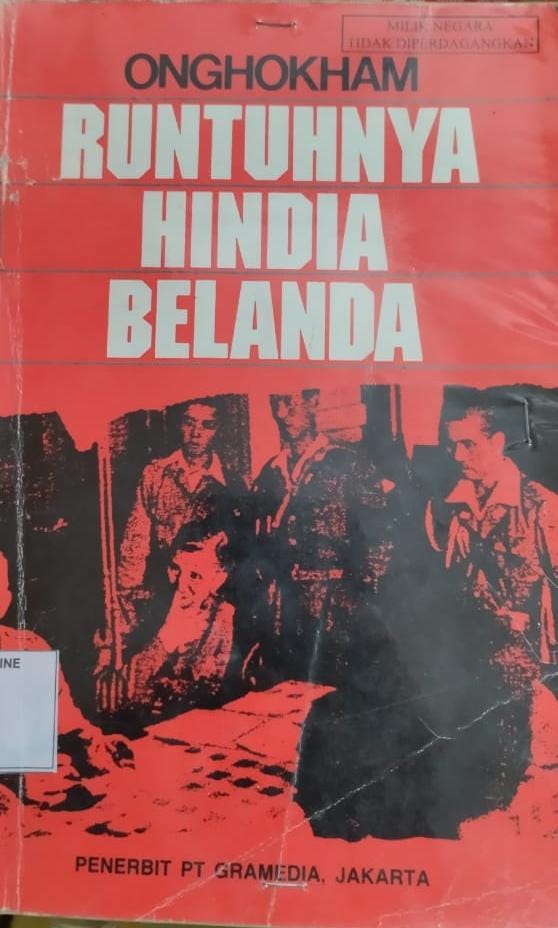 MILIK NEGARA
TIDAK DIPERDAGANGKAN
ONGHOKHAM
RUNTUHNYA
HINDIA
BELANDA
INE
PENERBIT PT GRAMEDIA, JAKARTA